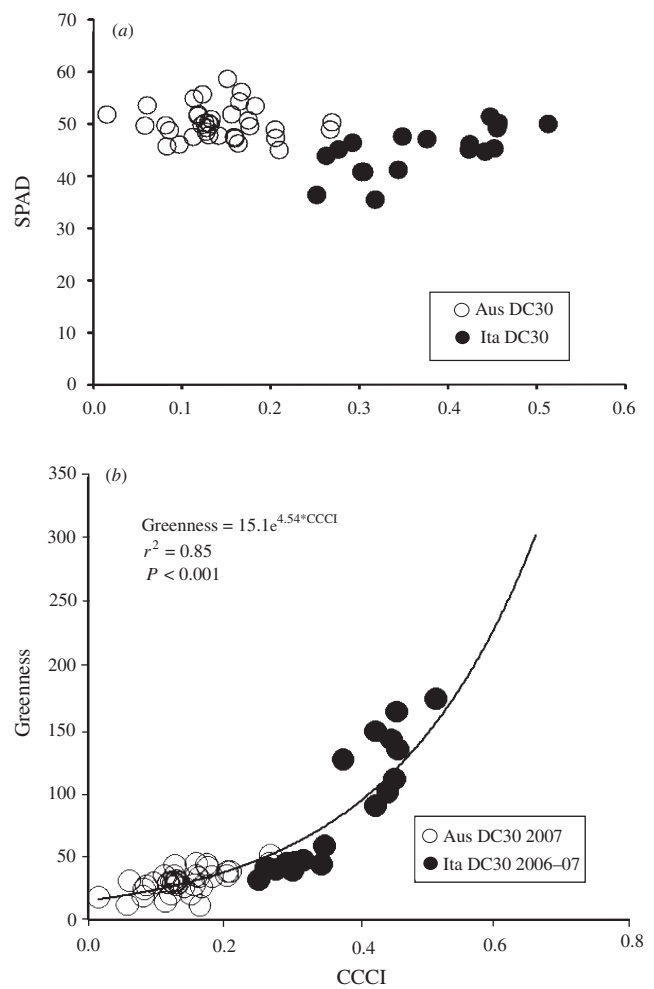 70
(a)
60
50
40
SPAD
30
20
Aus DC30
10
Ita DC30
0
0.0 0.1 0.2 0.3 0.4 0.5 0.6
350
(b)
Greenness = 15.1e^4.54*CCCI
300
r² = 0.85
P < 0.001
250
200
Greenness
150
100
Aus DC30 2007
50
Ita DC30 2006–07
0
0.0 0.2 0.4 0.6 0.8
CCCI